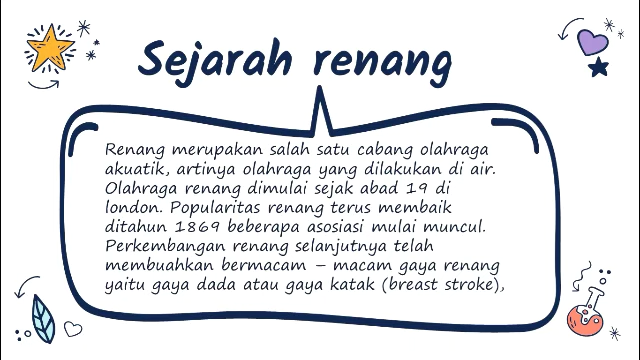 Sejarah renang
Renang merupakan salah satu cabang olahraga
akuatik, artinya olahraga yang dilakukan di air.
Olahraga renang dimulai sejak abad 19 di
london. Popularitas renang terus membaik
ditahun 1869 beberapa asosiasi mulai muncul.
Perkembangan renang selanjutnya telah
membuahkan bermacam – macam gaya renang
yaitu gaya dada atau gaya katak (breast stroke),